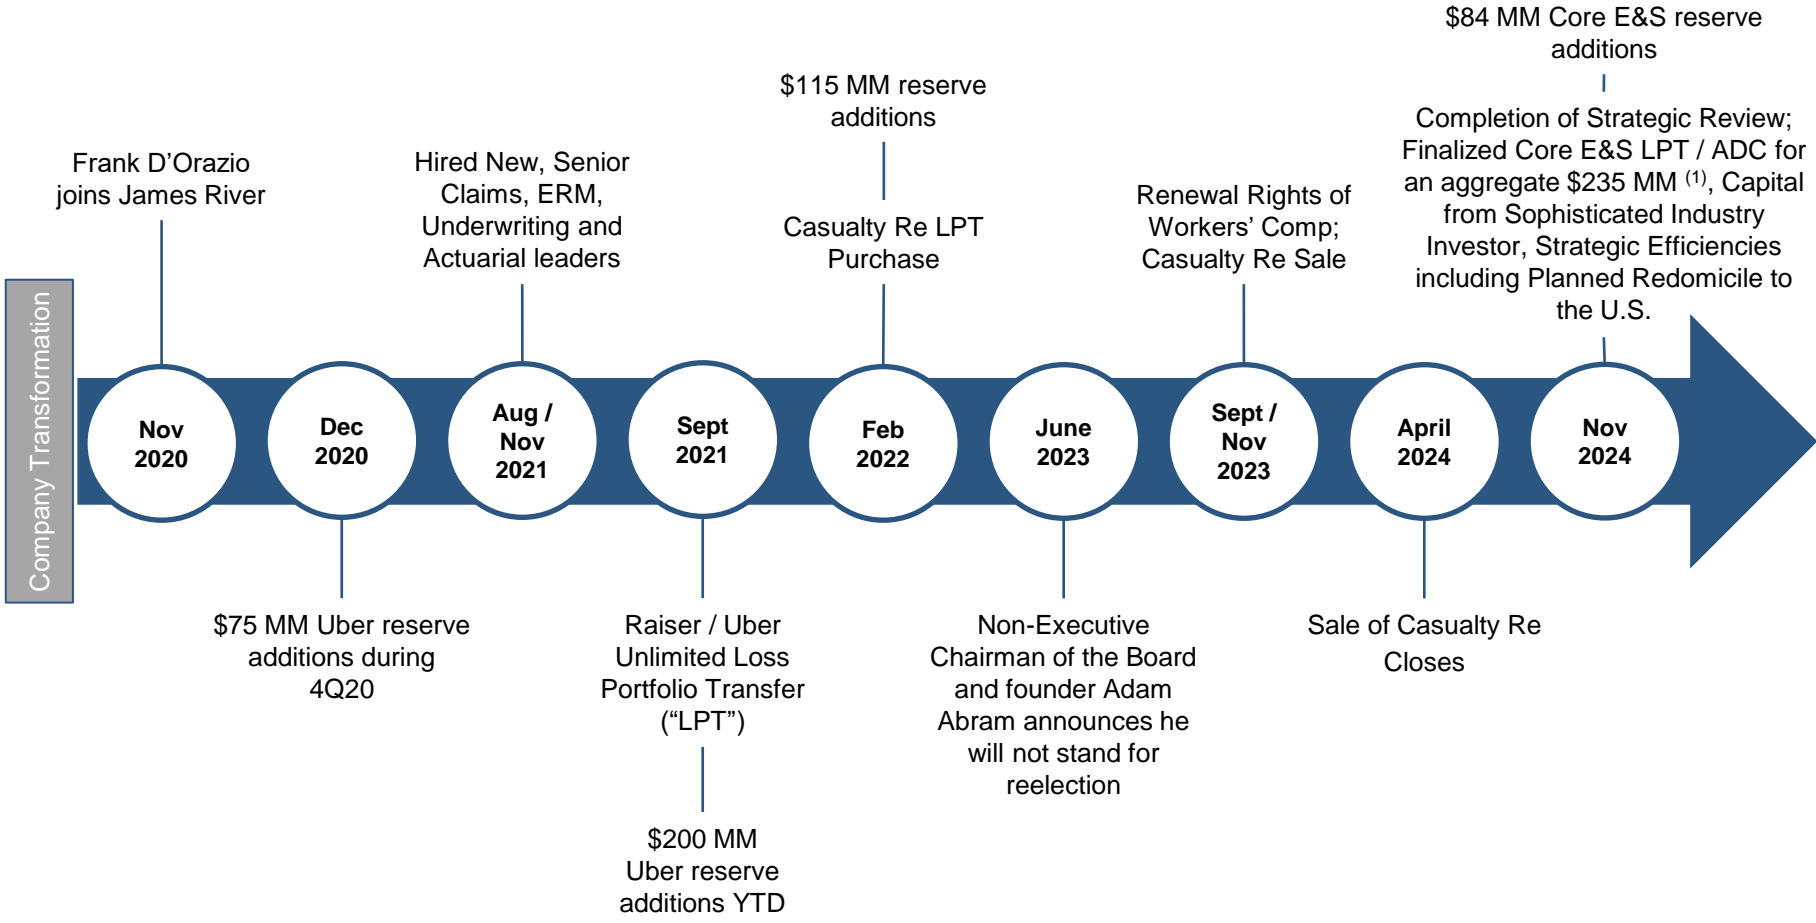 Company Transformation
Frank D’Orazio
joins James River
Nov
2020
Dec
2020
$75 MM Uber reserve
additions during
4Q20
Hired New, Senior
Claims, ERM,
Underwriting and
Actuarial leaders
Aug /
Nov
2021
Sept
2021
Raiser / Uber
Unlimited Loss
Portfolio Transfer
(“LPT”)
$200 MM
Uber reserve
additions YTD
$115 MM reserve
additions
Casualty Re LPT
Purchase
Feb
2022
June
2023
Non-Executive
Chairman of the Board
and founder Adam
Abram announces he
will not stand for
reelection
Renewal Rights of
Workers’ Comp;
Casualty Re Sale
Sept /
Nov
2023
April
2024
Sale of Casualty Re
Closes
$84 MM Core E&S reserve
additions
Completion of Strategic Review;
Finalized Core E&S LPT / ADC for
an aggregate $235 MM (1), Capital
from Sophisticated Industry
Investor, Strategic Efficiencies
including Planned Redomicile to
the U.S.
Nov
2024